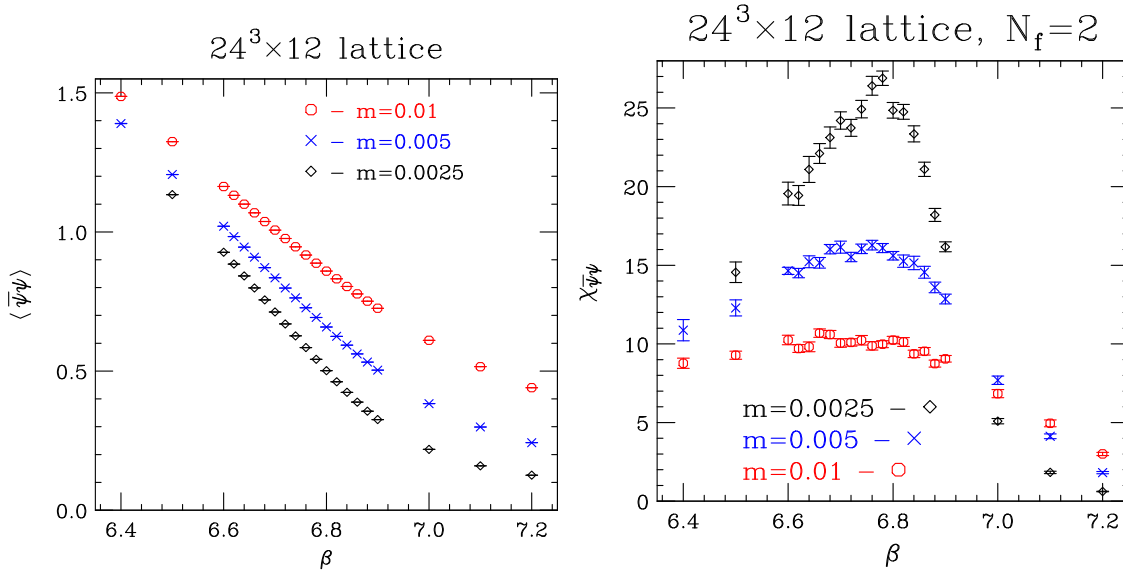 24³×12 lattice
⟨ψ̅ψ⟩
1.5
1.0
0.5
0.0
○ – m=0.01
× – m=0.005
◇ – m=0.0025
6.4 6.6 6.8 7.0 7.2
β
24³×12 lattice, N_f=2
χ_ψ̅ψ
25
20
15
10
5
0
m=0.0025 – ◇
m=0.005 – ×
m=0.01 – ○
6.4 6.6 6.8 7.0 7.2
β